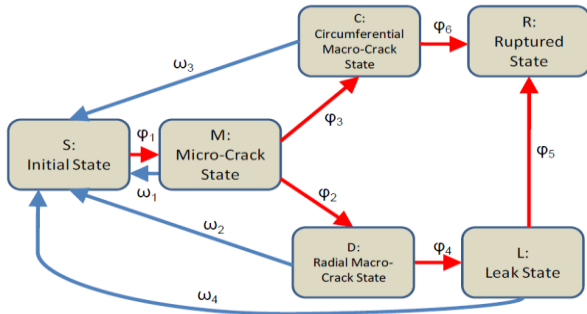 C:
Circumferential
Macro-Crack
State
φ6
R:
Ruptured
State
ω3
φ3
φ5
S:
Initial State
φ1
M:
Micro-Crack
State
ω1
φ2
ω2
D:
Radial Macro-
Crack State
φ4
L:
Leak State
ω4